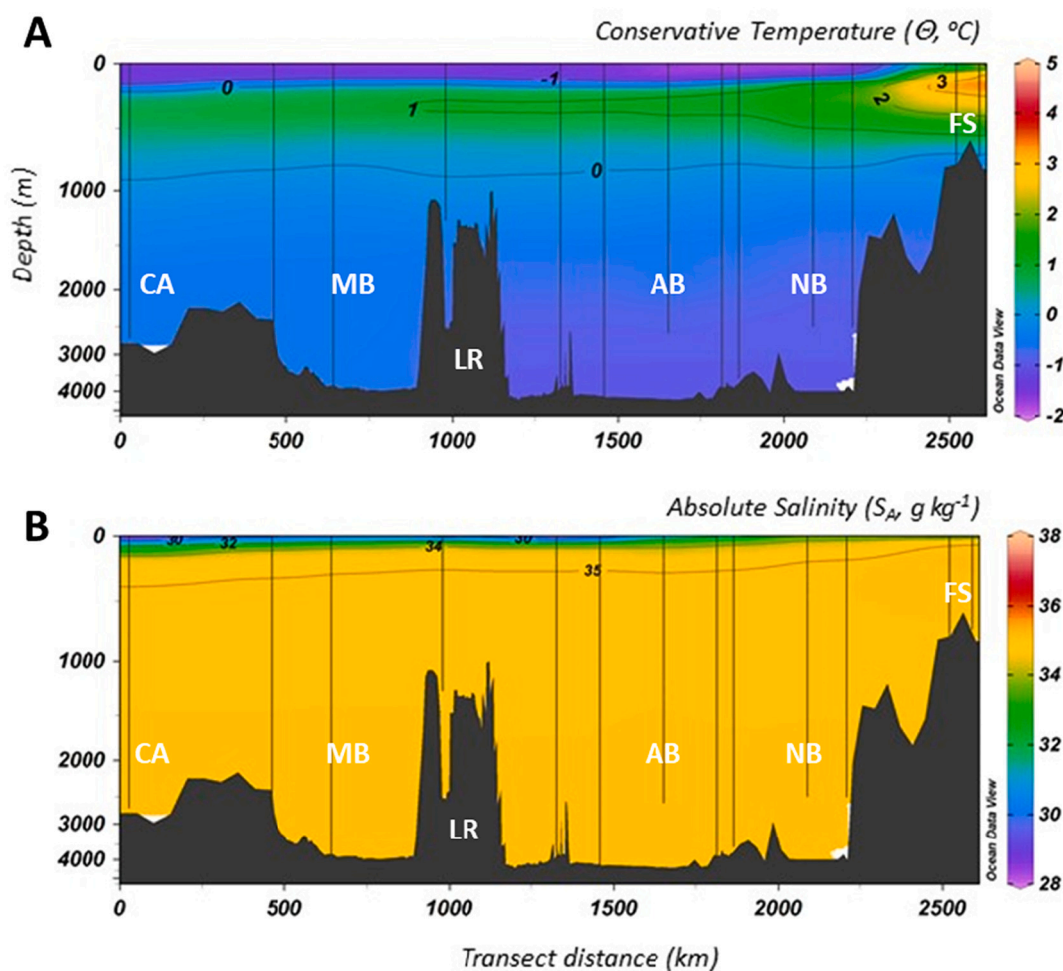 A
Conservative Temperature (Θ, °C)
Depth (m)
0
1000
2000
3000
4000
0
-1
1
2
3
0
FS
CA
MB
LR
AB
NB
Ocean Data View
5
4
3
2
1
0
-1
-2
0
500
1000
1500
2000
2500
B
Absolute Salinity (S_A, g kg⁻¹)
0
1000
2000
3000
4000
30
32
34
30
35
FS
CA
MB
LR
AB
NB
Ocean Data View
38
36
34
32
30
28
0
500
1000
1500
2000
2500
Transect distance (km)